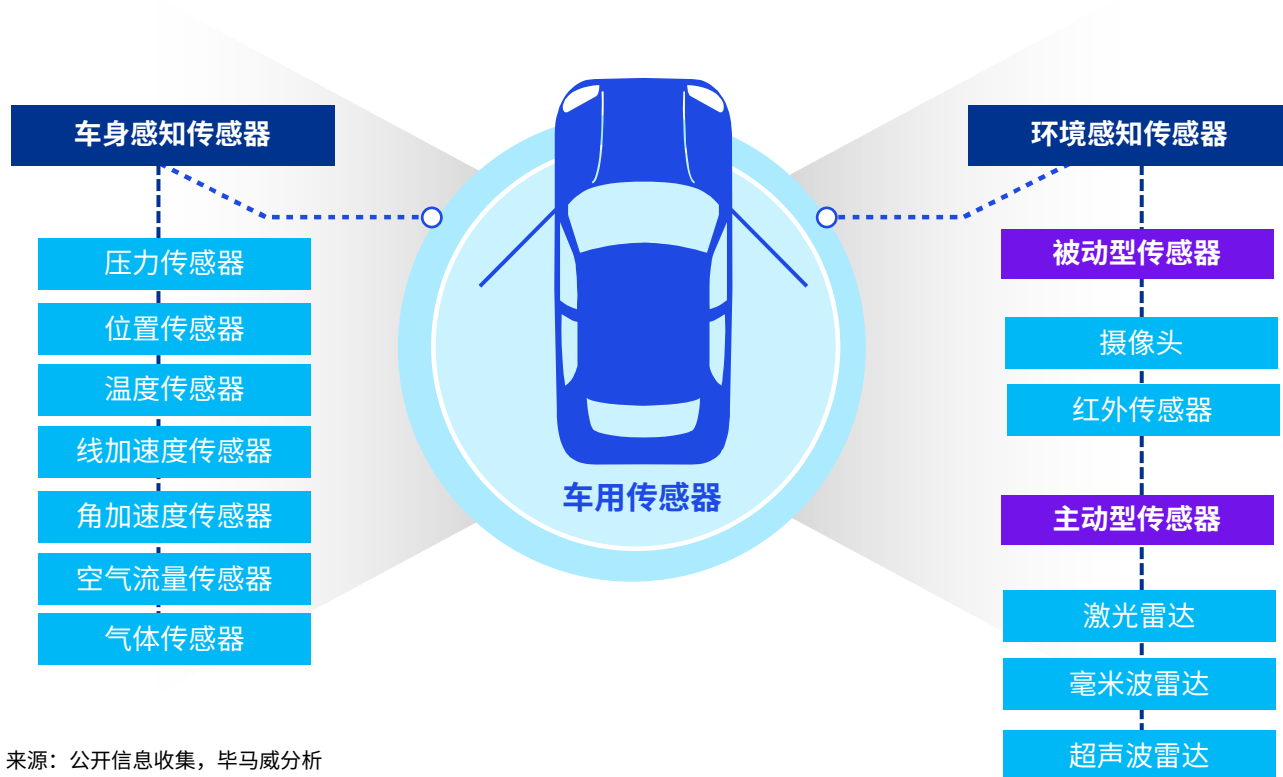 车身感知传感器
压力传感器
位置传感器
温度传感器
线加速度传感器
角加速度传感器
空气流量传感器
气体传感器
车用传感器
环境感知传感器
被动型传感器
摄像头
红外传感器
主动型传感器
激光雷达
毫米波雷达
超声波雷达
来源：公开信息收集，毕马威分析